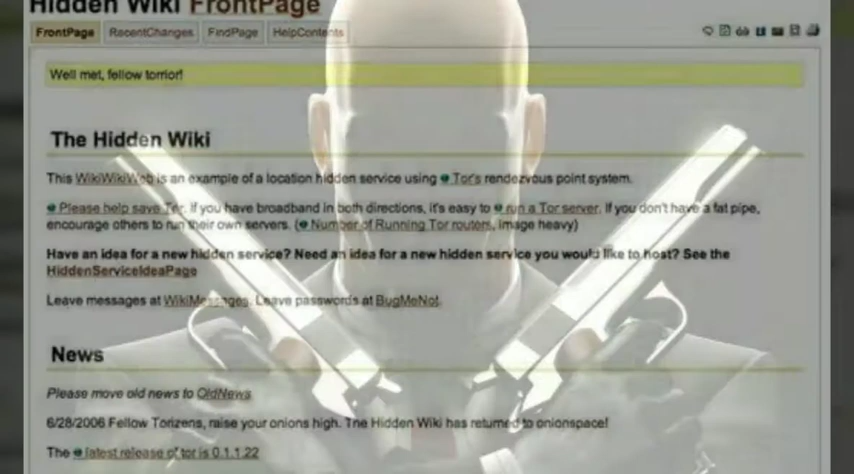 Hidden Wiki FrontPage
FrontPage RecentChanges FindPage HelpContents
Well met, fellow torrior!
The Hidden Wiki
This WikiWikiWeb is an example of a location hidden service using Tor's rendezvous point system.
Please help save Tor. If you have broadband in both directions, it's easy to run a Tor server. If you don't have a fat pipe,
encourage others to run their own servers. (Number of Running Tor routers, image heavy)
Have an idea for a new hidden service? Need an idea for a new hidden service you would like to host? See the
HiddenServiceIdeaPage
Leave messages at WikiMessages. Leave passwords at BugMeNot.
News
Please move old news to OldNews
6/28/2006 Fellow Torizens, raise your onions high. The Hidden Wiki has returned to onionspace!
The latest release of tor is 0.1.1.22